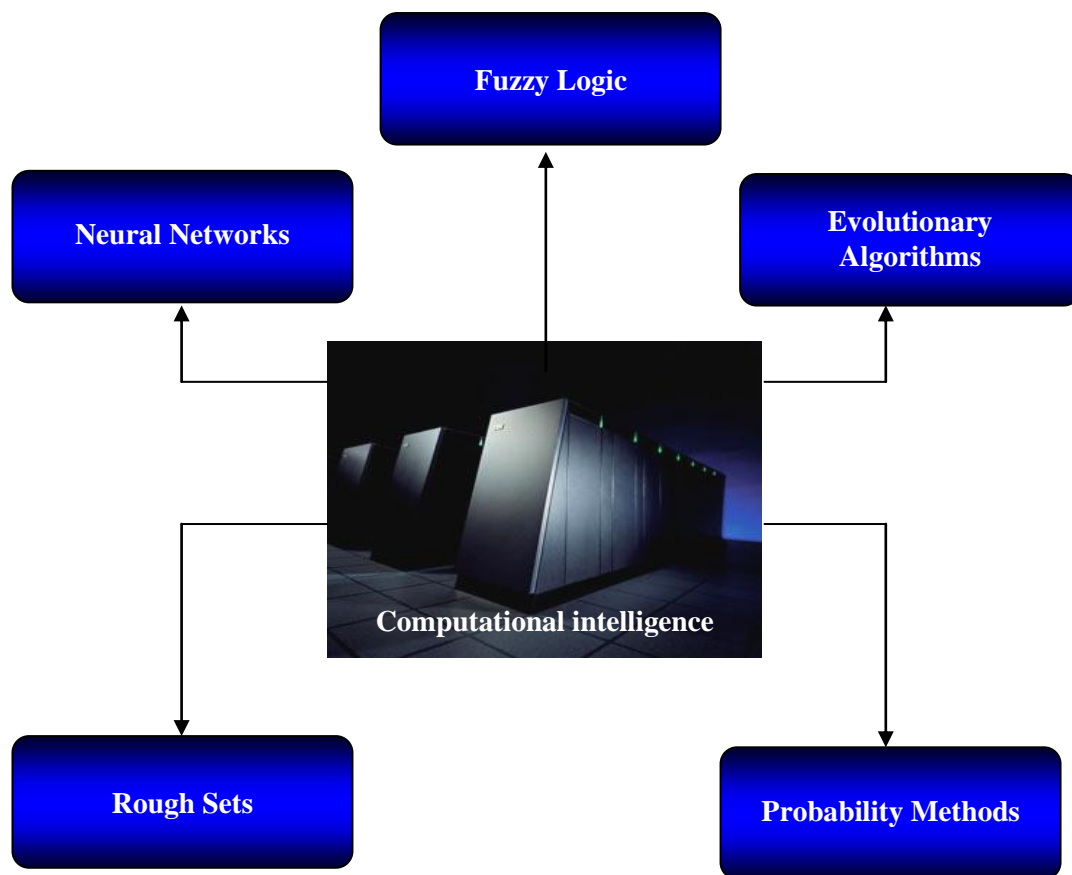 Fuzzy Logic
Neural Networks
Evolutionary
Algorithms
Computational intelligence
Rough Sets
Probability Methods